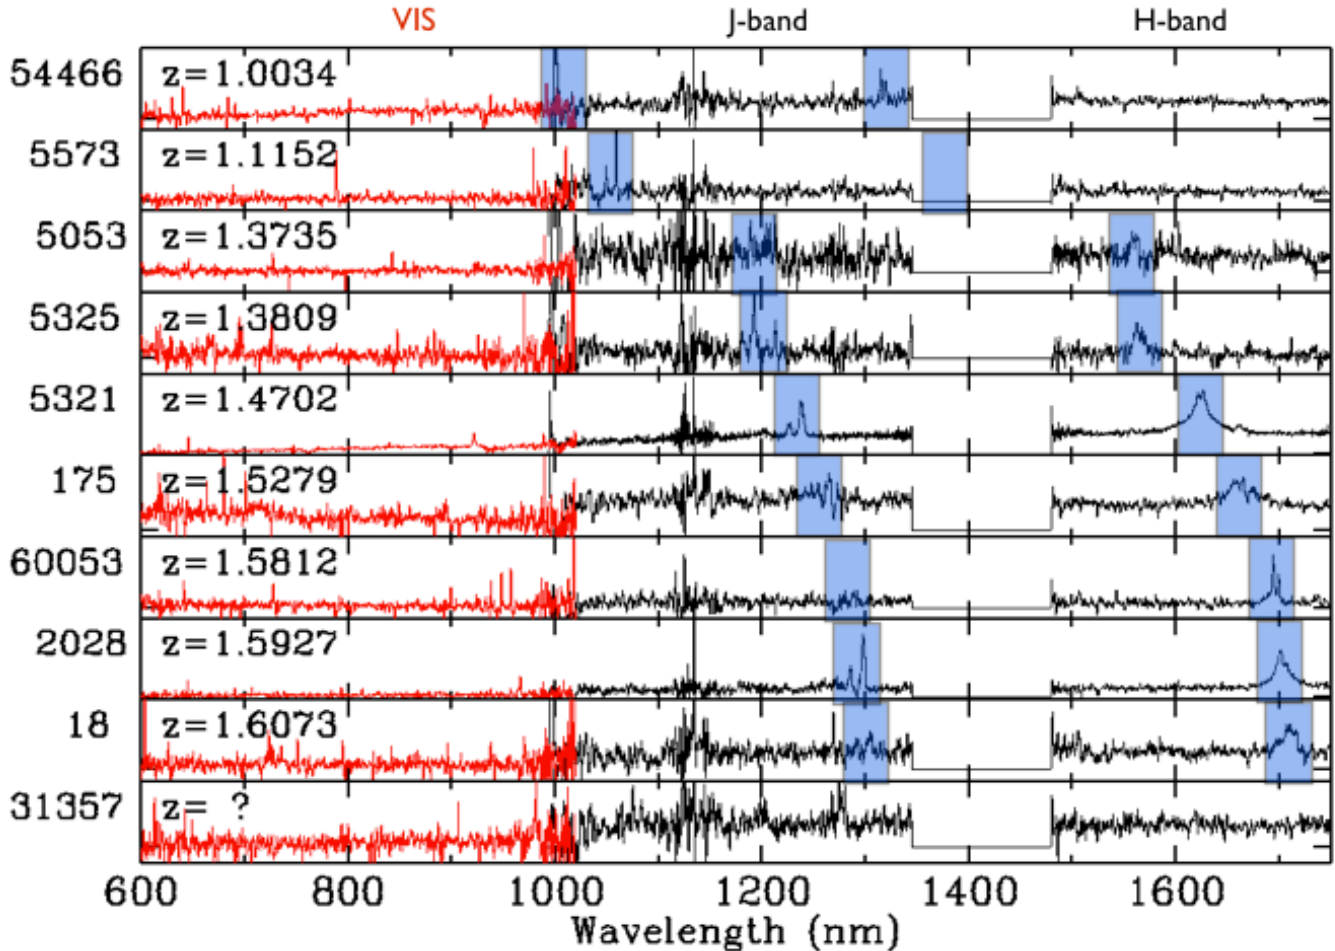 VIS J-band H-band
54466 z=1.0034
5573 z=1.1152
5053 z=1.3735
5325 z=1.3809
5321 z=1.4702
175 z=1.5279
60053 z=1.5812
2028 z=1.5927
18 z=1.6073
31357 z= ?
600 800 1000 1200 1400 1600
Wavelength (nm)